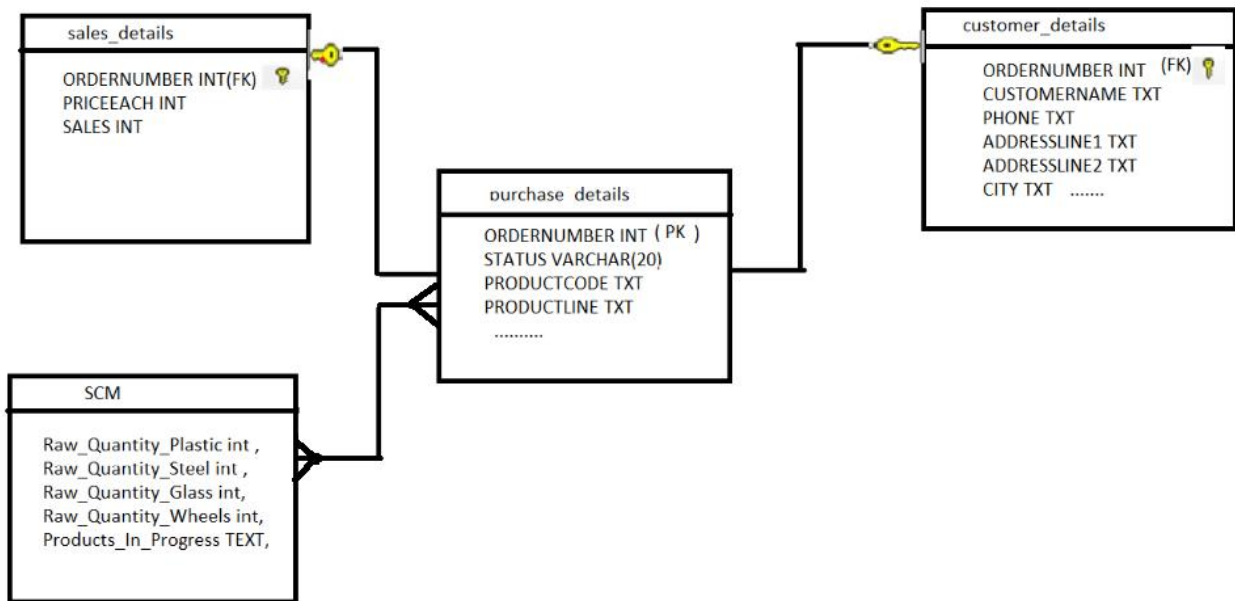 sales_details
ORDERNUMBER INT(FK)
PRICEEACH INT
SALES INT
customer_details
ORDERNUMBER INT (FK)
CUSTOMERNAME TXT
PHONE TXT
ADDRESSLINE1 TXT
ADDRESSLINE2 TXT
CITY TXT .......
purchase_details
ORDERNUMBER INT ( PK )
STATUS VARCHAR(20)
PRODUCTCODE TXT
PRODUCTLINE TXT
..........
SCM
Raw_Quantity_Plastic int ,
Raw_Quantity_Steel int ,
Raw_Quantity_Glass int,
Raw_Quantity_Wheels int,
Products_In_Progress TEXT,